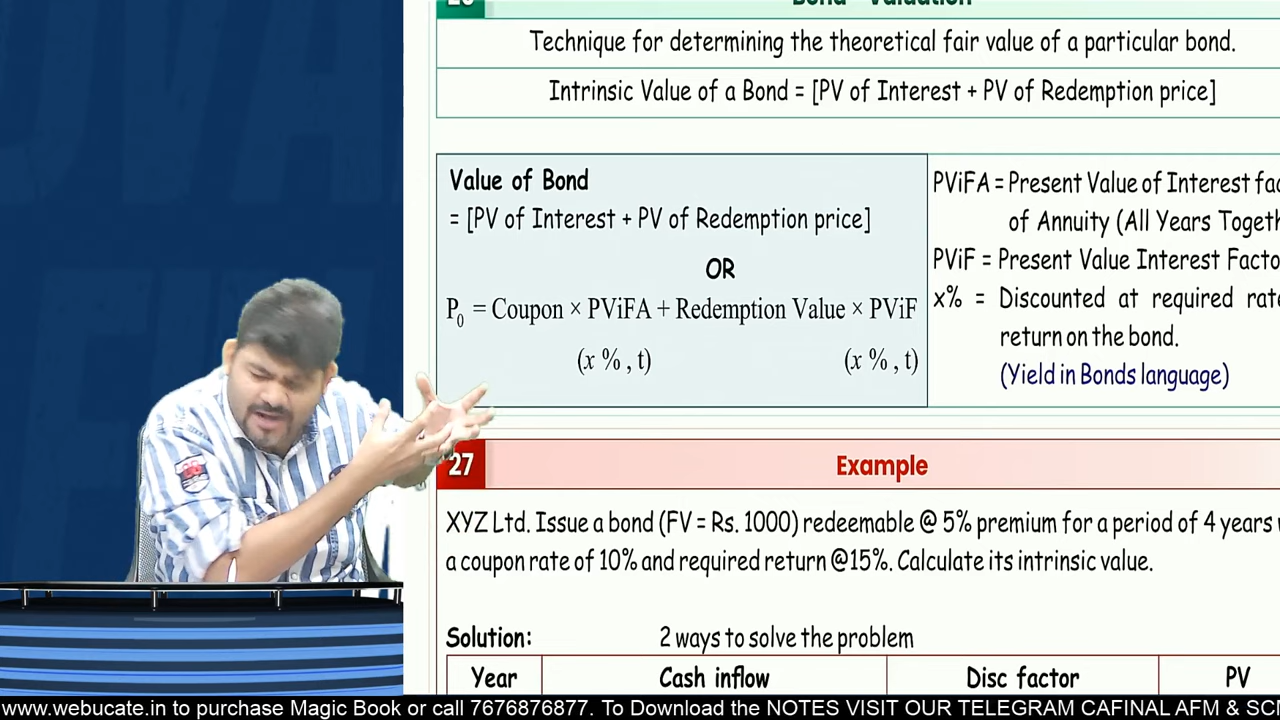 Bond Valuation
Technique for determining the theoretical fair value of a particular bond.
Intrinsic Value of a Bond = [PV of Interest + PV of Redemption price]
Value of Bond
= [PV of Interest + PV of Redemption price]
OR
P0 = Coupon × PViFA + Redemption Value × PViF
(x %, t) (x %, t)
PViFA = Present Value of Interest
of Annuity (All Years
PViF = Present Value Interest
x% = Discounted at required
return on the bond.
(Yield in Bonds language)
27 Example
XYZ Ltd. Issue a bond (FV = Rs. 1000) redeemable @ 5% premium for a period of 4 years
a coupon rate of 10% and required return @15%. Calculate its intrinsic value.
Solution: 2 ways to solve the problem
Year Cash inflow Disc factor PV
www.webucate.in to purchase Magic Book or call 7676876877. To Download the NOTES VISIT OUR TELEGRAM CAFINAL AFM &